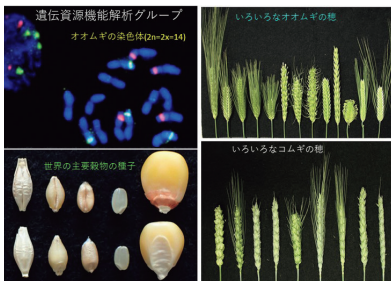 遺伝資源機能解析グループ
オオムギの染色体(2n=2x=14)
いろいろなオオムギの穂
世界の主要穀物の種子
いろいろなコムギの穂